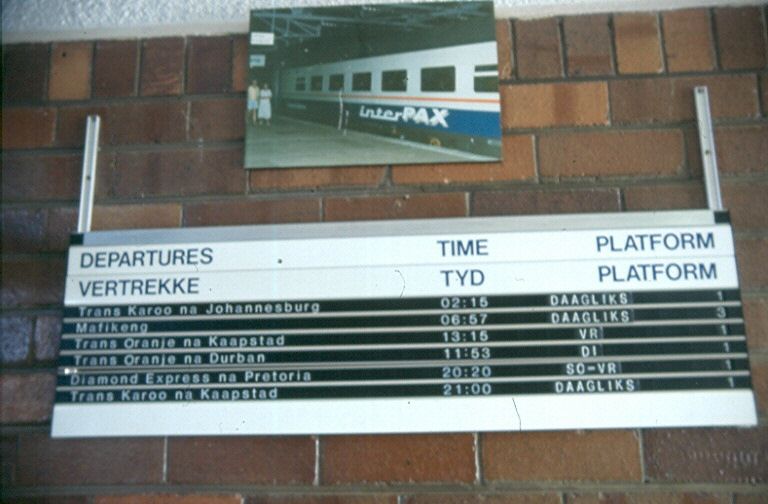 interPAX
DEPARTURES TIME PLATFORM
VERTREKKE TYD PLATFORM
Trans Karoo na Johannesburg 02:15 DAAGLIKS 1
Mafikeng 06:57 DAAGLIKS 3
Trans Oranje na Kaapstad 13:15 VR 1
Trans Oranje na Durban 11:53 DI 1
Diamond Express na Pretoria 20:20 SO-VR 1
Trans Karoo na Kaapstad 21:00 DAAGLIKS 1